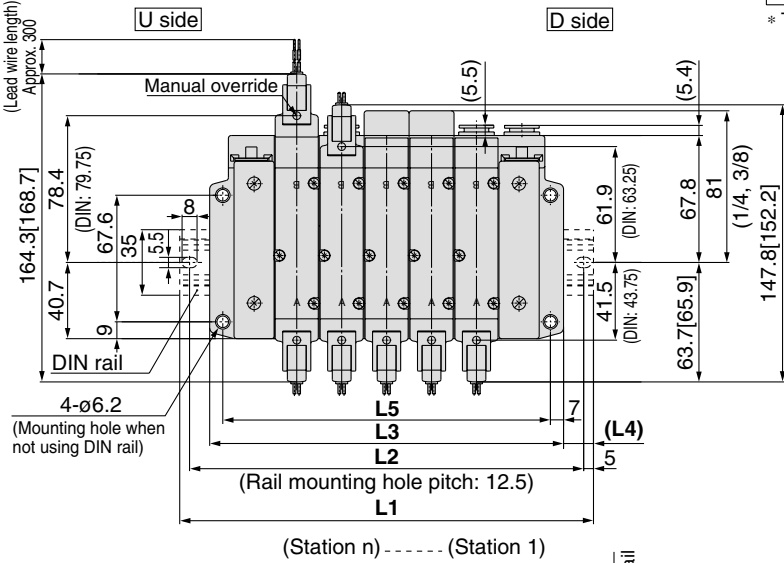 U side
D side
*
(Lead wire length)
Approx. 300
Manual override
(5.5)
(5.4)
164.3[168.7]
78.4
(DIN: 79.75)
67.6
8
35
5.5
40.7
9
B B B B B
A A A A A
61.9
(DIN: 63.25)
67.8
81
(1/4, 3/8)
147.8[152.2]
41.5
(DIN: 43.75)
63.7[65.9]
DIN rail
4-ø6.2
(Mounting hole when
not using DIN rail)
L5
7
L3
(L4)
L2
5
(Rail mounting hole pitch: 12.5)
L1
(Station n) ------ (Station 1)